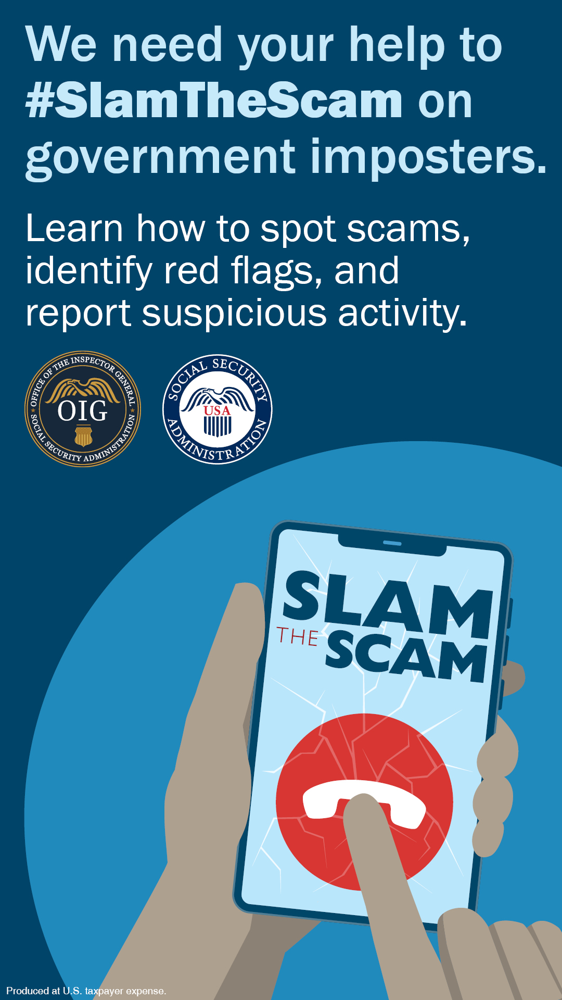 We need your help to
#SlamTheScam on
government imposters.
Learn how to spot scams,
identify red flags, and
report suspicious activity.
OFFICE OF THE INSPECTOR GENERAL
OIG
SOCIAL SECURITY ADMINISTRATION
SOCIAL SECURITY
USA
ADMINISTRATION
SLAM
THE SCAM
Produced at U.S. taxpayer expense.